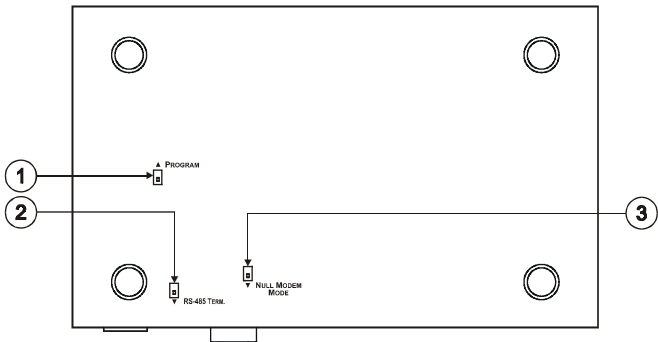 ▲ PROGRAM
1
2
3
NULL MODEM
▼ MODE
▼ RS-485 TERM.